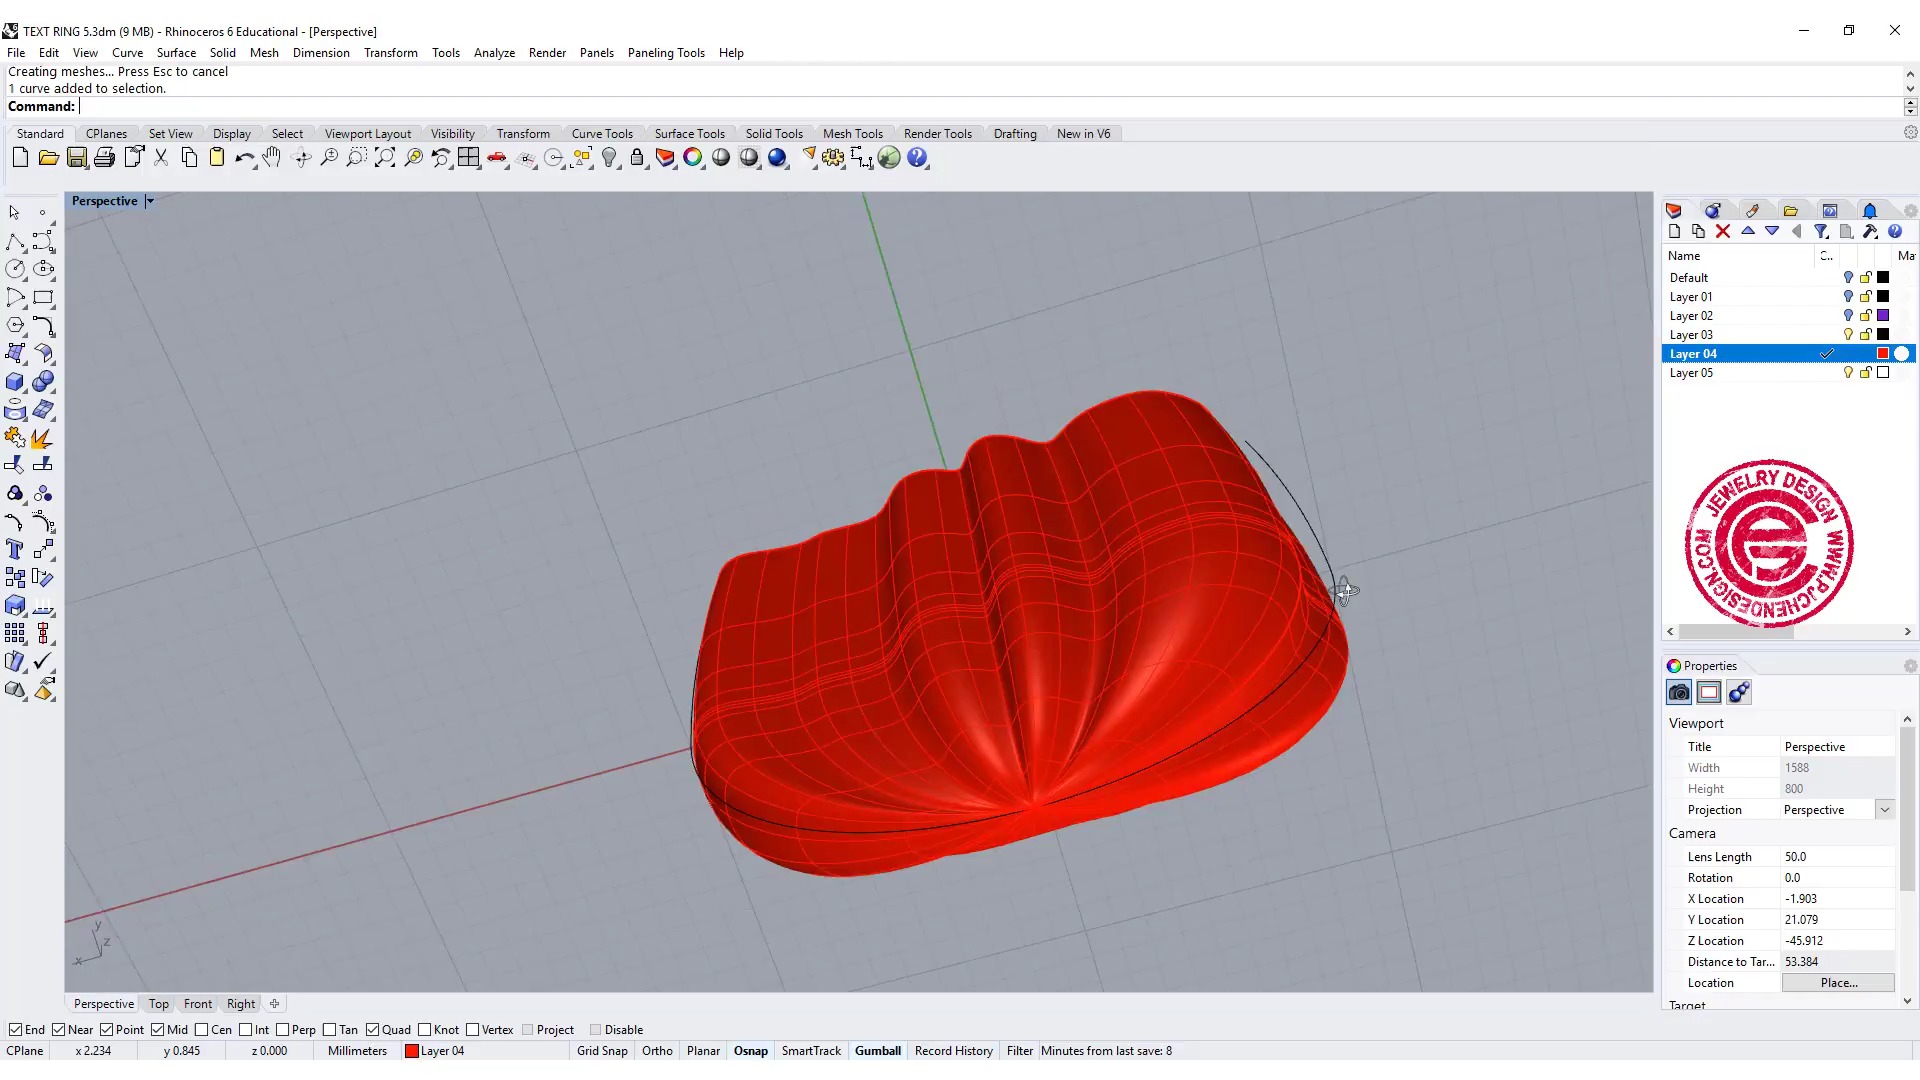 TEXT RING 5.3dm (9 MB) - Rhinoceros 6 Educational - [Perspective]
File Edit View Curve Surface Solid Mesh Dimension Transform Tools Analyze Render Panels Paneling Tools Help
Creating meshes... Press Esc to cancel
1 curve added to selection.
Command:
Standard CPlanes Set View Display Select Viewport Layout Visibility Transform Curve Tools Surface Tools Solid Tools Mesh Tools Render Tools Drafting New in V6
Perspective
Name C... Ma
Default
Layer 01
Layer 02
Layer 03
Layer 04
Layer 05
JEWELRY DESIGN WWW.PJCHENDESIGN.COM
Properties
Viewport
Title Perspective
Width 1588
Height 800
Projection Perspective
Camera
Lens Length 50.0
Rotation 0.0
X Location -1.903
Y Location 21.079
Z Location -45.912
Distance to Tar... 53.384
Location Place...
Target
y
z
x
Perspective Top Front Right
End Near Point Mid Cen Int Perp Tan Quad Knot Vertex Project Disable
CPlane x 2.234 y 0.845 z 0.000 Millimeters Layer 04 Grid Snap Ortho Planar Osnap SmartTrack Gumball Record History Filter Minutes from last save: 8